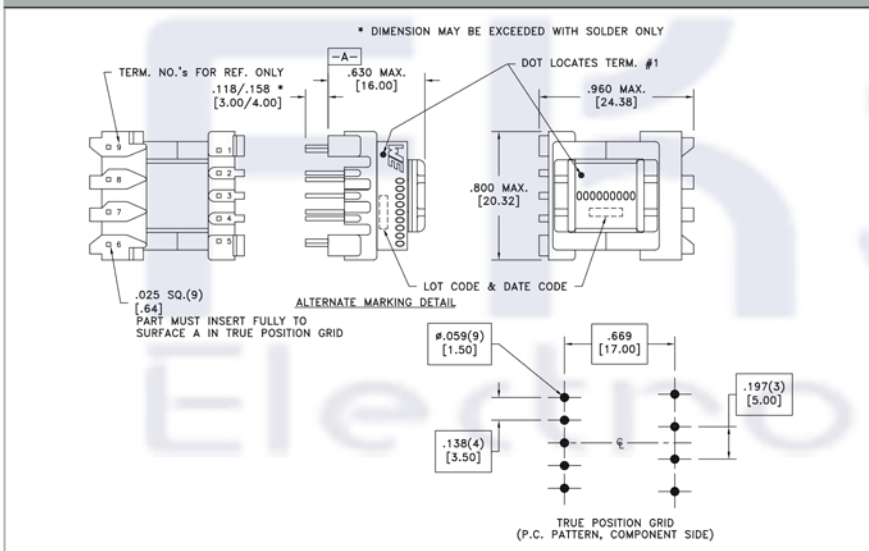 * DIMENSION MAY BE EXCEEDED WITH SOLDER ONLY
-A-
DOT LOCATES TERM. #1
TERM. NO.'s FOR REF. ONLY
.630 MAX.
[16.00]
.118/.158 *
[3.00/4.00]
.960 MAX.
[24.38]
9
1
8
2
3
7
4
6
5
.800 MAX.
[20.32]
000000000
000000000
LOT CODE & DATE CODE
.025 SQ.(9)
[.64]
PART MUST INSERT FULLY TO
SURFACE A IN TRUE POSITION GRID
ALTERNATE MARKING DETAIL
ø.059(9)
[1.50]
.669
[17.00]
.197(3)
[5.00]
.138(4)
[3.50]
TRUE POSITION GRID
(P.C. PATTERN, COMPONENT SIDE)
Electro